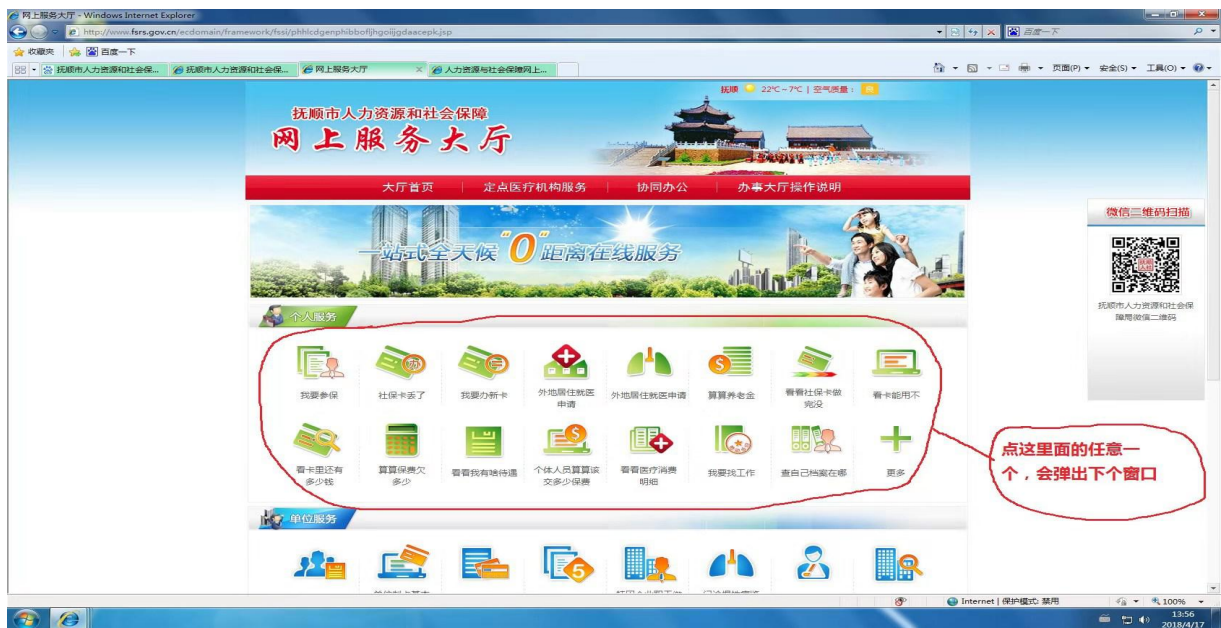 网上服务大厅 - Windows Internet Explorer
http://www.fsrs.gov.cn/ecdomain/framework/fssi/phhlcdgenphibbofljhgoiijgdaacepk.jsp
百度一下
收藏夹
百度一下
抚顺市人力资源和社会保...
抚顺市人力资源和社会保...
网上服务大厅
人力资源与社会保障网上...
页面(P)
安全(S)
工具(O)
抚顺
22℃~7℃ | 空气质量:
抚顺市人力资源和社会保障
网上服务大厅
大厅首页
定点医疗机构服务
协同办公
办事大厅操作说明
一站式全天候"0"距离在线服务
微信二维码扫描
抚顺市人力资源和社会保
障局微信二维码
个人服务
我要参保
社保卡丢了
我要办新卡
外地居住就医
申请
外地居住就医申请
算算养老金
看看社保卡做
完没
看卡能用不
看卡里还有
多少钱
算算保费欠
多少
看看我有啥待遇
个体人员算算该
交多少保费
看看医疗消费
明细
我要找工作
查自己档案在哪
更多
点这里面的任意一
个，会弹出下个窗口
单位服务
Internet | 保护模式: 禁用
100%
13:56
2018/4/17